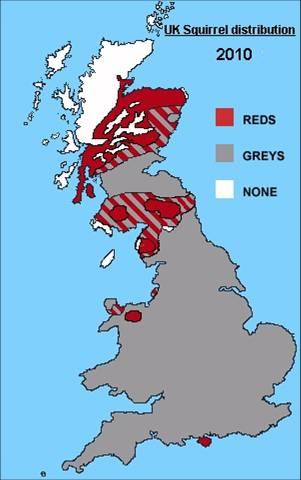 UK Squirrel distribution
2010
REDS
GREYS
NONE